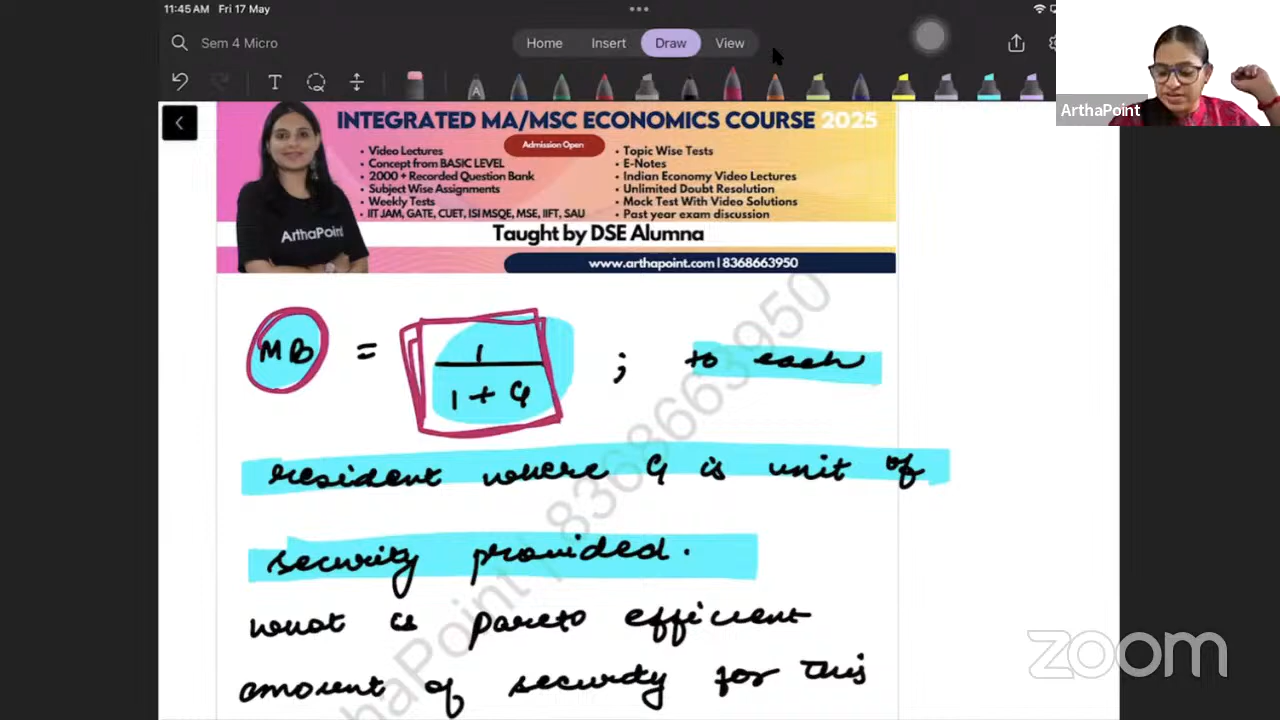 11:45 AM Fri 17 May
Sem 4 Micro
Home Insert Draw View
ArthaPoint
INTEGRATED MA/MSC ECONOMICS COURSE 2025
Admission Open
• Video Lectures
• Concept from BASIC LEVEL
• 2000 + Recorded Question Bank
• Subject Wise Assignments
• Weekly Tests
• IIT JAM, GATE, CUET, ISI MSQE, MSE, IIFT, SAU
• Topic Wise Tests
• E-Notes
• Indian Economy Video Lectures
• Unlimited Doubt Resolution
• Mock Test With Video Solutions
• Past year exam discussion
ArthaPoint
Taught by DSE Alumna
www.arthapoint.com | 8368663950
MB = 1 / 1 + G ; to each
resident where G is unit of
security provided.
what is pareto efficient
amount of security for this
ArthaPoint | 8368663950
zoom